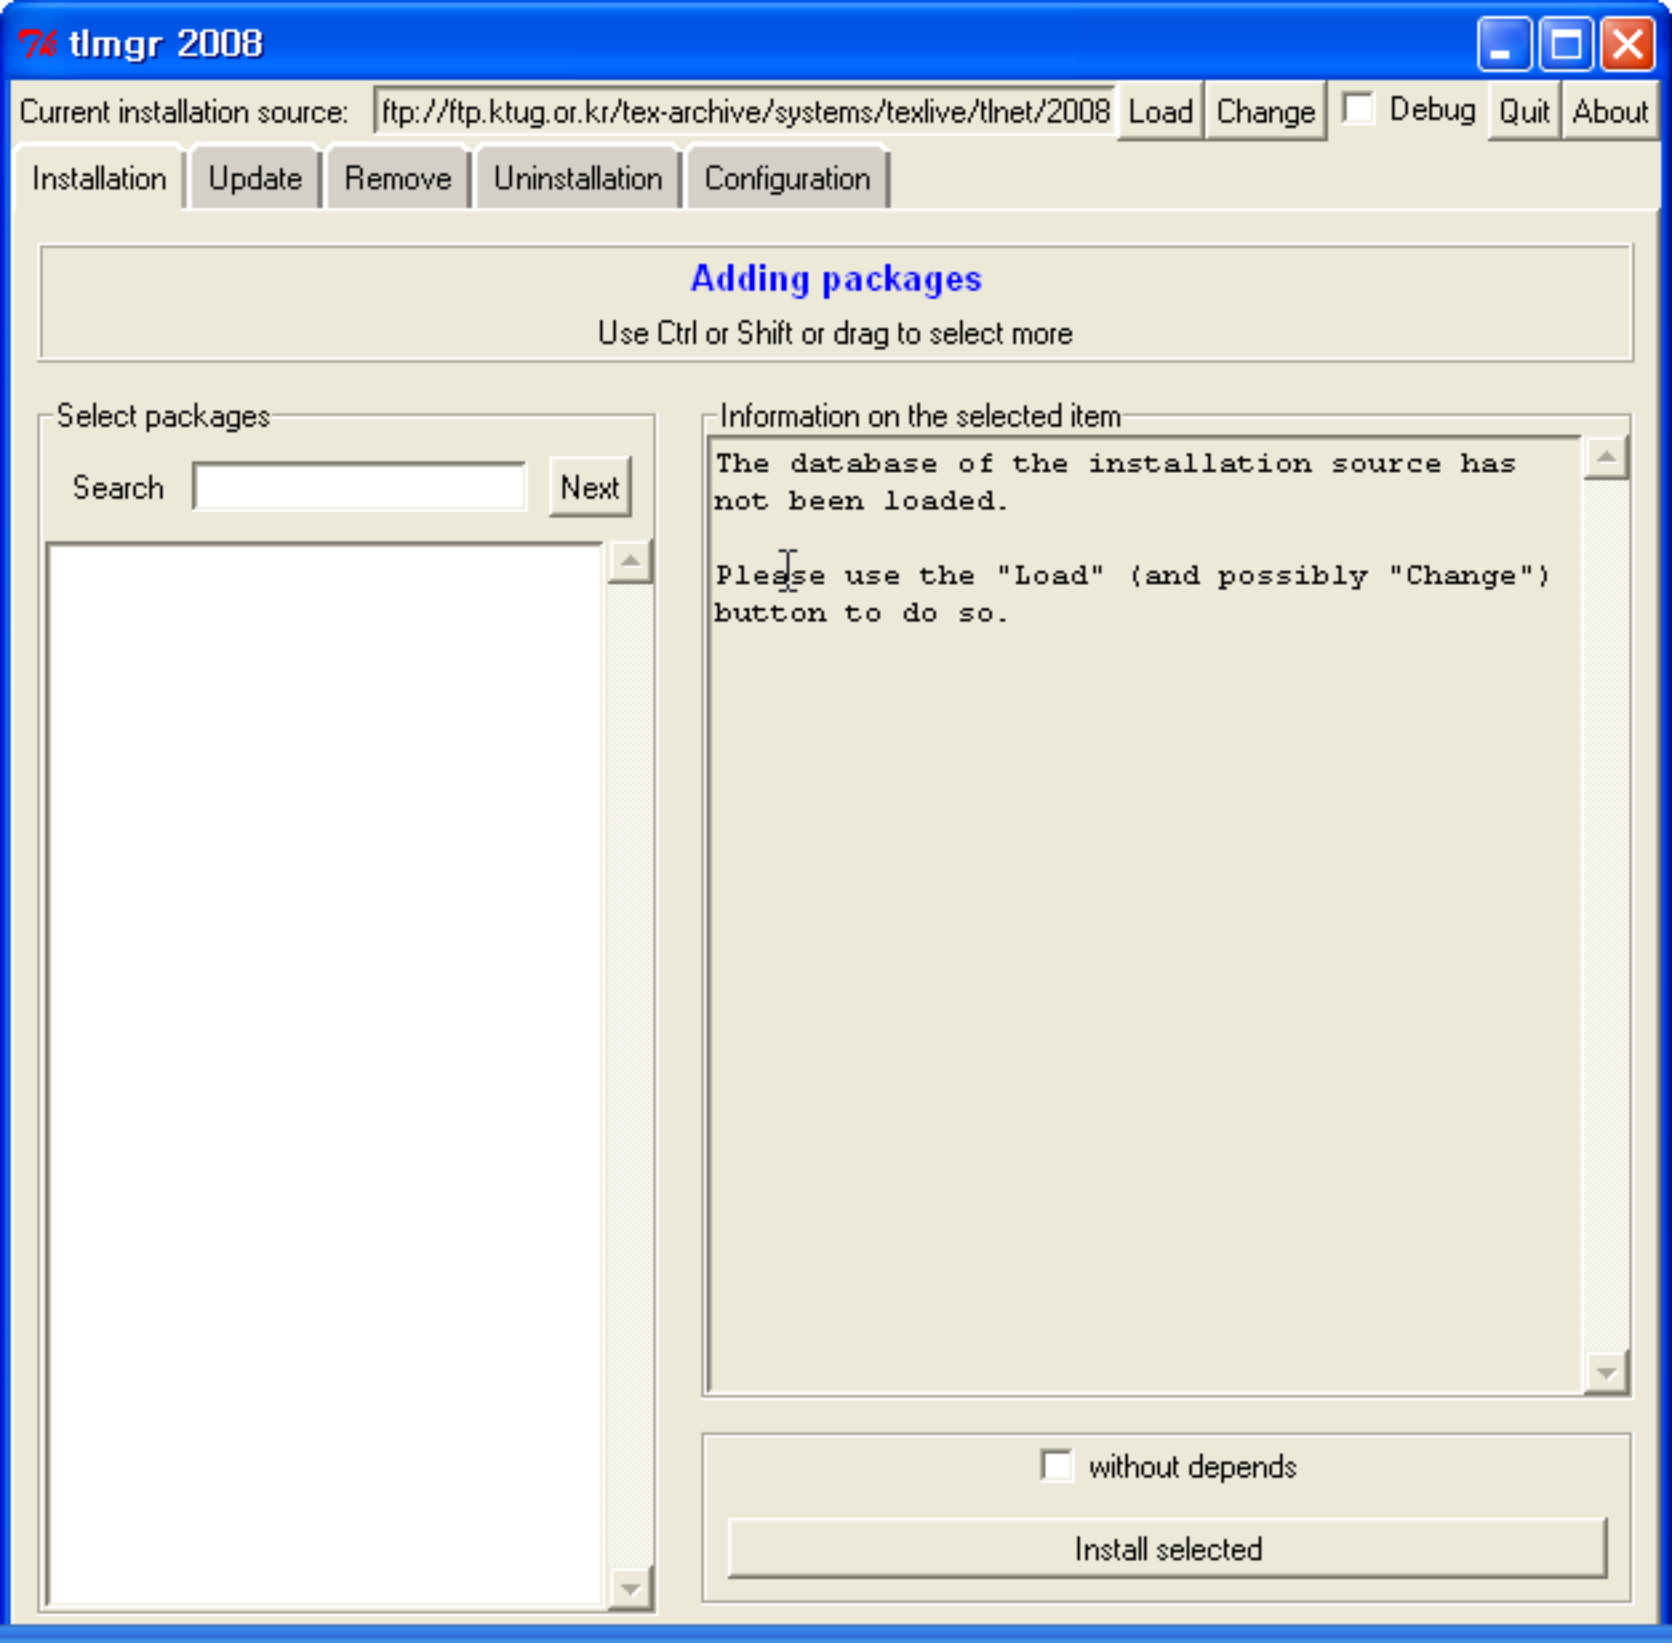 tlmgr 2008
Current installation source: ftp://ftp.ktug.or.kr/tex-archive/systems/texlive/tlnet/2008 Load Change Debug Quit About
Installation Update Remove Uninstallation Configuration
Adding packages
Use Ctrl or Shift or drag to select more
Select packages
Search Next
Information on the selected item
The database of the installation source has
not been loaded.
Please use the "Load" (and possibly "Change")
button to do so.
without depends
Install selected